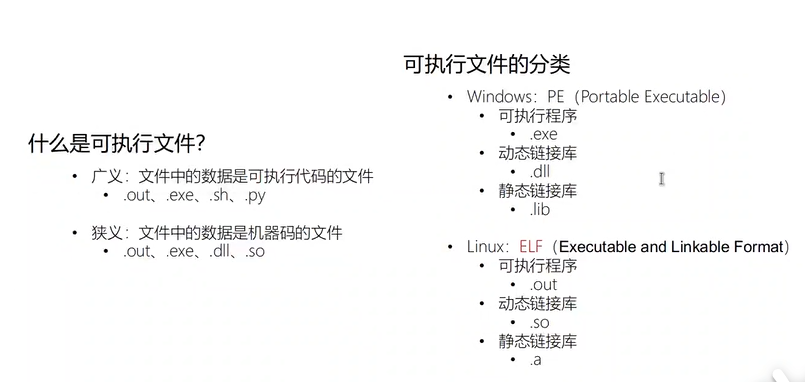 什么是可执行文件?
• 广义：文件中的数据是可执行代码的文件
• .out、.exe、.sh、.py
• 狭义：文件中的数据是机器码的文件
• .out、.exe、.dll、.so
可执行文件的分类
• Windows：PE（Portable Executable）
• 可执行程序
• .exe
• 动态链接库
• .dll
• 静态链接库
• .lib
• Linux：ELF（Executable and Linkable Format）
• 可执行程序
• .out
• 动态链接库
• .so
• 静态链接库
• .a